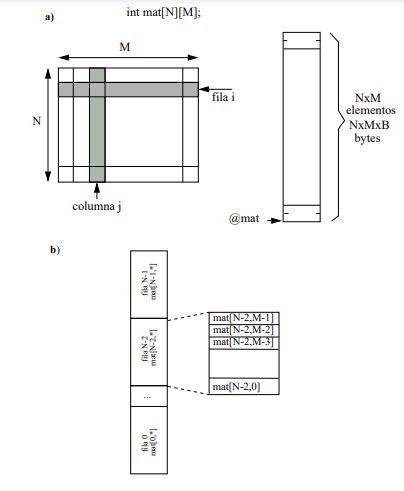 a)
int mat[N][M];
M
N
fila i
columna j
NxM
elementos
NxMxB
bytes
@mat
b)
fila N-1
mat[N-1,*]
fila N-2
mat[N-2,*]
...
fila 0
mat[0,*]
mat[N-2,M-1]
mat[N-2,M-2]
mat[N-2,M-3]
mat[N-2,0]